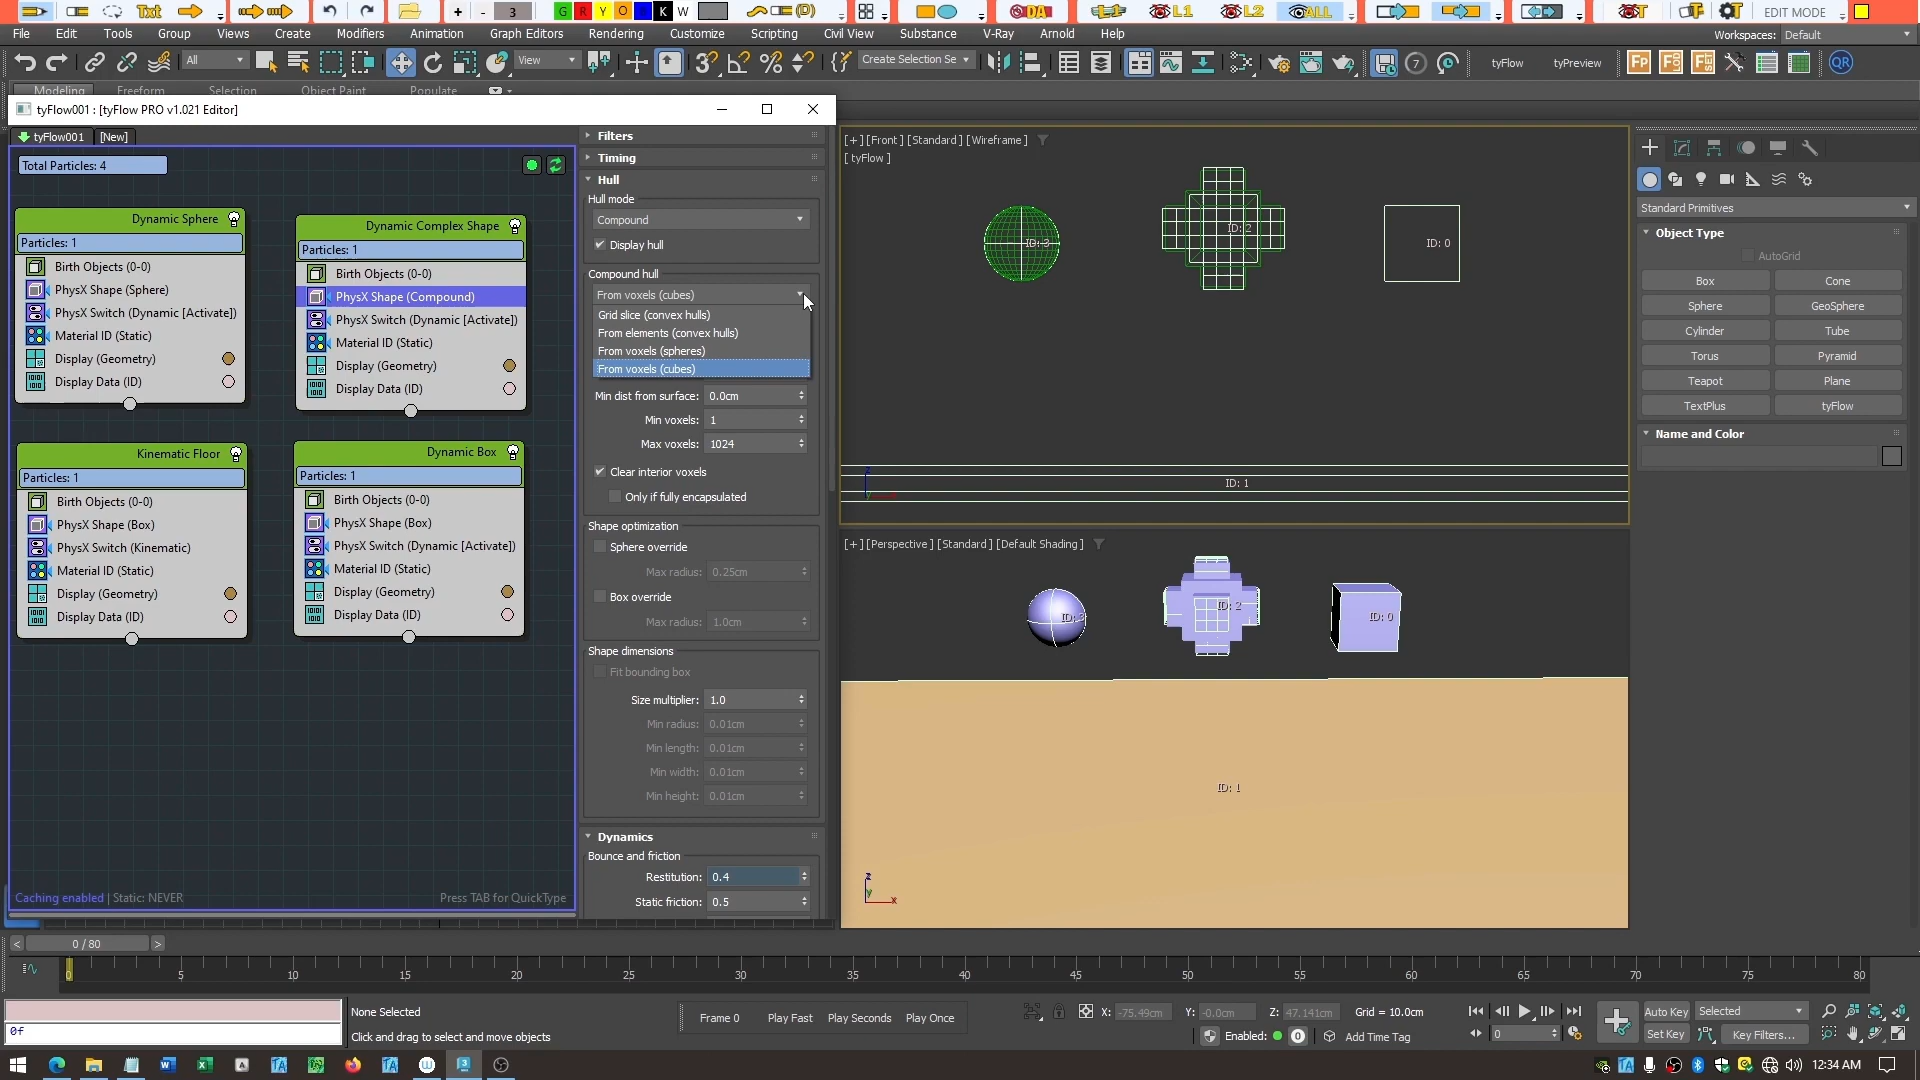 Txt
+
-
3
G R Y O B K W
(D)
DA
L1
L2
ALL
T
T
T
EDIT MODE
File Edit Tools Group Views Create Modifiers Animation Graph Editors Rendering Customize Scripting Civil View Substance V-Ray Arnold Help
Workspaces: Default
All
View
Create Selection Se
7
tyFlow
tyPreview
QR
Modeling Freeform Selection Object Paint Populate
tyFlow001 : [tyFlow PRO v1.021 Editor]
tyFlow001
[New]
Total Particles: 4
Dynamic Sphere
Particles: 1
Birth Objects (0-0)
PhysX Shape (Sphere)
PhysX Switch (Dynamic [Activate])
Material ID (Static)
Display (Geometry)
Display Data (ID)
Dynamic Complex Shape
Particles: 1
Birth Objects (0-0)
PhysX Shape (Compound)
PhysX Switch (Dynamic [Activate])
Material ID (Static)
Display (Geometry)
Display Data (ID)
Kinematic Floor
Particles: 1
Birth Objects (0-0)
PhysX Shape (Box)
PhysX Switch (Kinematic)
Material ID (Static)
Display (Geometry)
Display Data (ID)
Dynamic Box
Particles: 1
Birth Objects (0-0)
PhysX Shape (Box)
PhysX Switch (Dynamic [Activate])
Material ID (Static)
Display (Geometry)
Display Data (ID)
Caching enabled | Static: NEVER
Press TAB for QuickType
Filters
Timing
Hull
Hull mode
Compound
Display hull
Compound hull
From voxels (cubes)
Grid slice (convex hulls)
From elements (convex hulls)
From voxels (spheres)
From voxels (cubes)
Min dist from surface: 0.0cm
Min voxels: 1
Max voxels: 1024
Clear interior voxels
Only if fully encapsulated
Shape optimization
Sphere override
Max radius: 0.25cm
Box override
Max radius: 1.0cm
Shape dimensions
Fit bounding box
Size multiplier: 1.0
Min radius: 0.01cm
Min length: 0.01cm
Min width: 0.01cm
Min height: 0.01cm
Dynamics
Bounce and friction
Restitution: 0.4
Static friction: 0.5
[+] [Front] [Standard] [Wireframe]
[ tyFlow ]
ID: 3
ID: 2
ID: 0
ID: 1
[+] [Perspective] [Standard] [Default Shading]
ID: 3
ID: 2
ID: 0
ID: 1
z
y
x
Standard Primitives
Object Type
AutoGrid
Box Cone
Sphere GeoSphere
Cylinder Tube
Torus Pyramid
Teapot Plane
TextPlus tyFlow
Name and Color
< 0 / 80 >
0 5 10 15 20 25 30 35 40 45 50 55 60 65 70 75 80
0f
None Selected
Click and drag to select and move objects
Frame 0 Play Fast Play Seconds Play Once
X: -75.49cm Y: -0.0cm Z: 47.141cm Grid = 10.0cm
Enabled: 0 Add Time Tag
0
Auto Key Selected
Set Key Key Filters...
12:34 AM